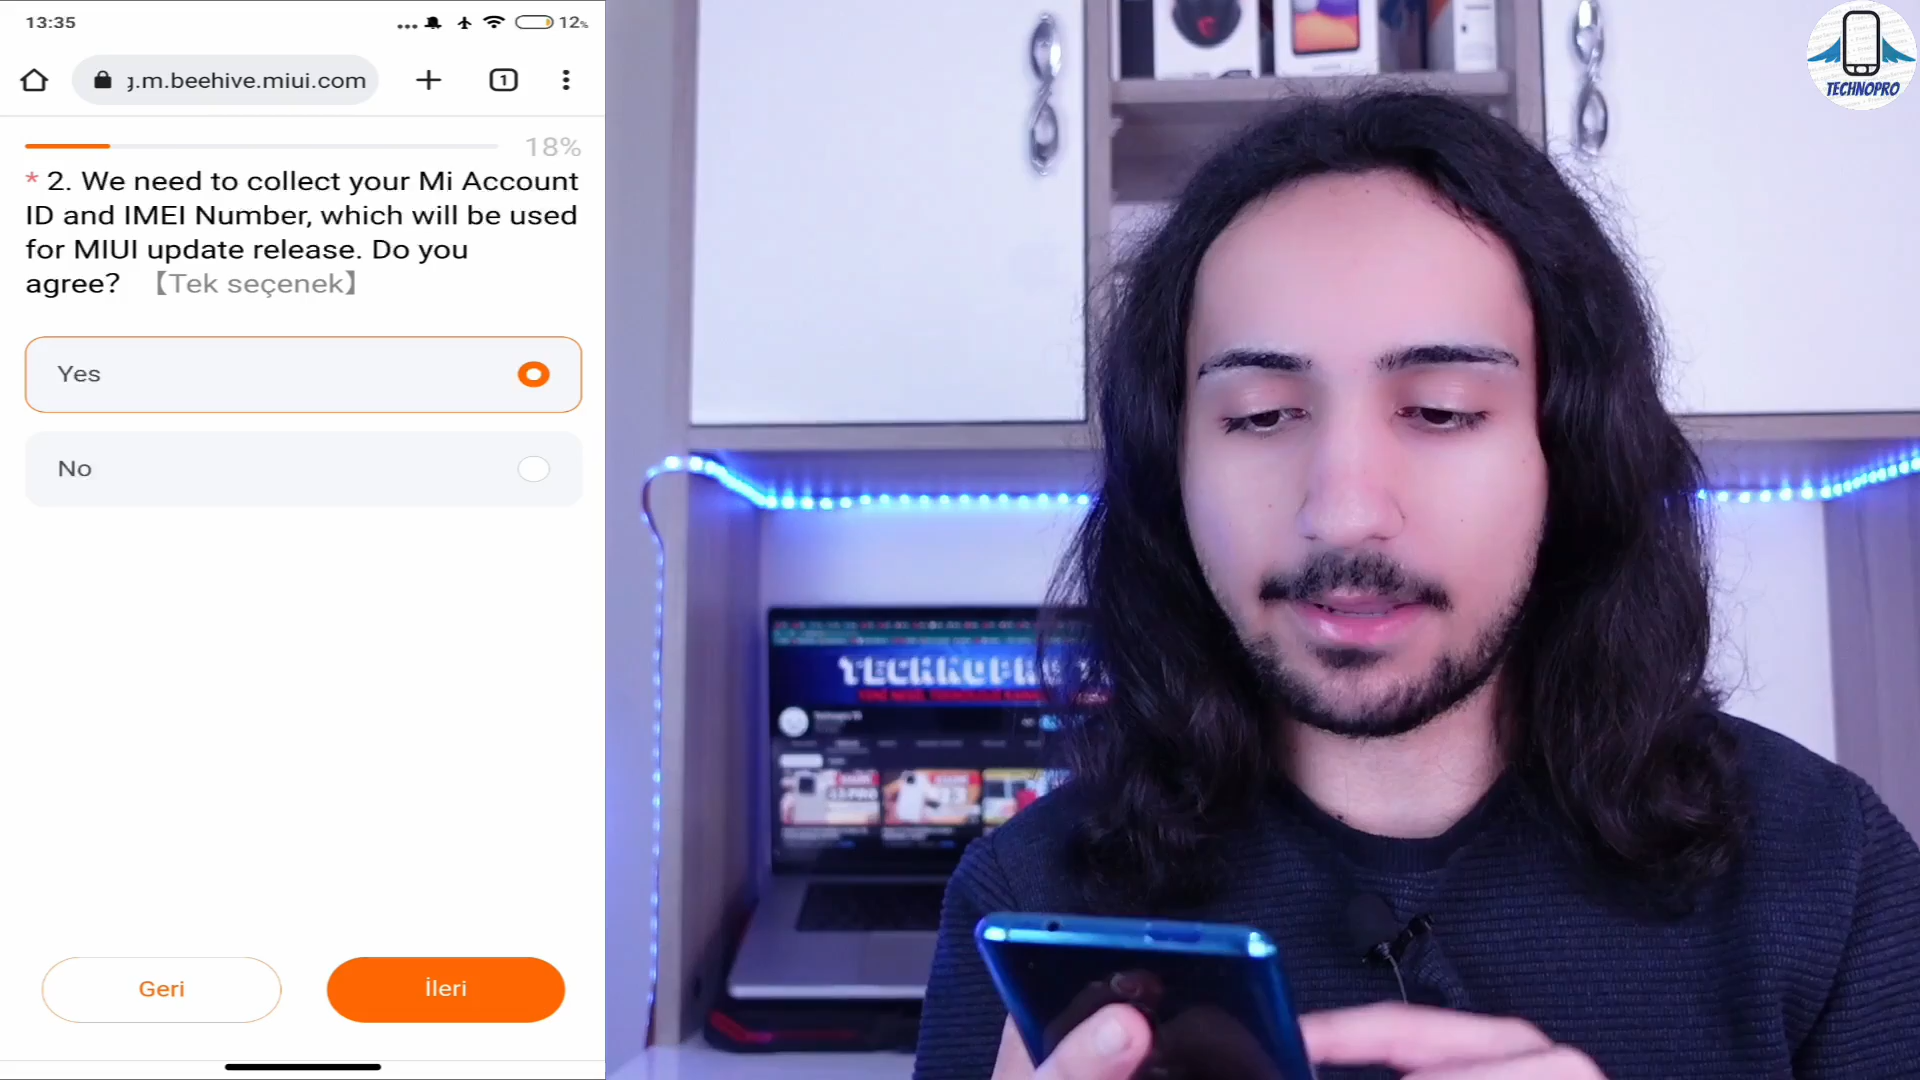 13:35
12%
g.m.beehive.miui.com
1
18%
* 2. We need to collect your Mi Account
ID and IMEI Number, which will be used
for MIUI update release. Do you
agree? 【Tek seçenek】
Yes
No
Geri
İleri
TECHNOPRO